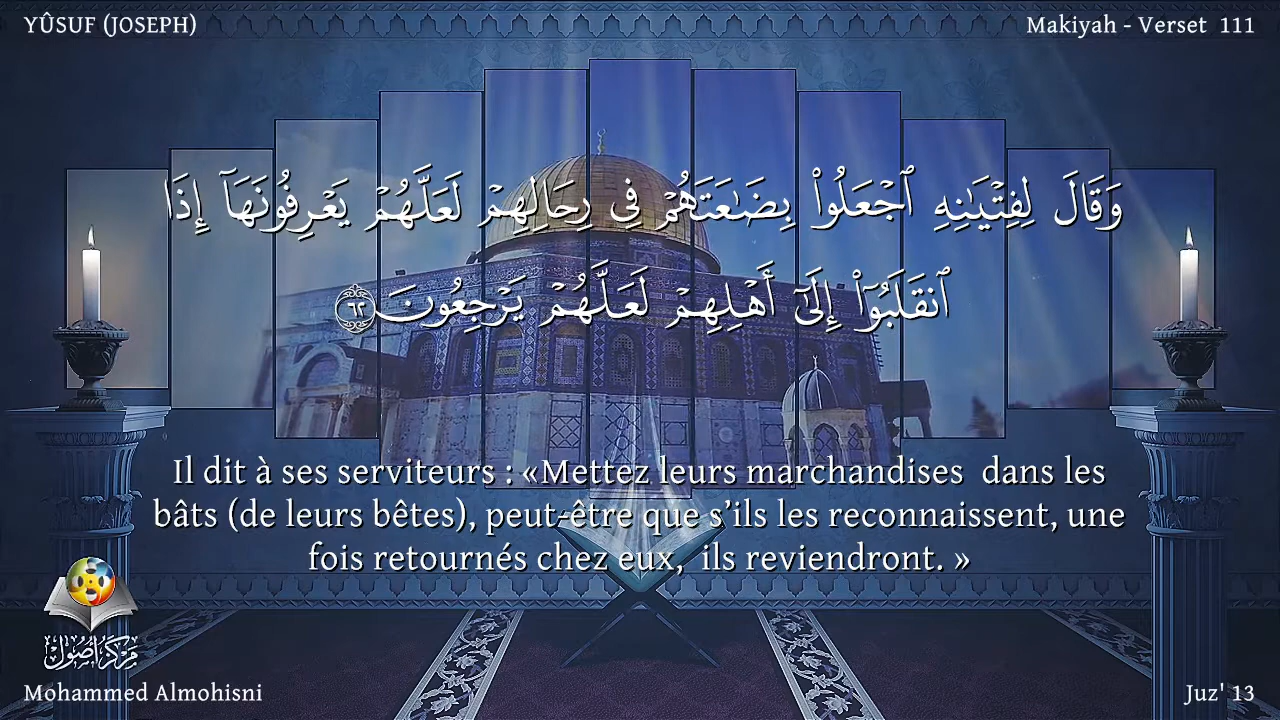 YÛSUF (JOSEPH)
Makiyah - Verset 111
وَقَالَ لِفِتْيَـٰنِهِ ٱجْعَلُوا۟ بِضَـٰعَتَهُمْ فِى رِحَالِهِمْ لَعَلَّهُمْ يَعْرِفُونَهَآ إِذَا
ٱنقَلَبُوٓا۟ إِلَىٰٓ أَهْلِهِمْ لَعَلَّهُمْ يَرْجِعُونَ ٦٢
Il dit à ses serviteurs : «Mettez leurs marchandises dans les
bâts (de leurs bêtes), peut-être que s’ils les reconnaissent, une
fois retournés chez eux, ils reviendront. »
مركز أصول
Mohammed Almohisni
Juz' 13